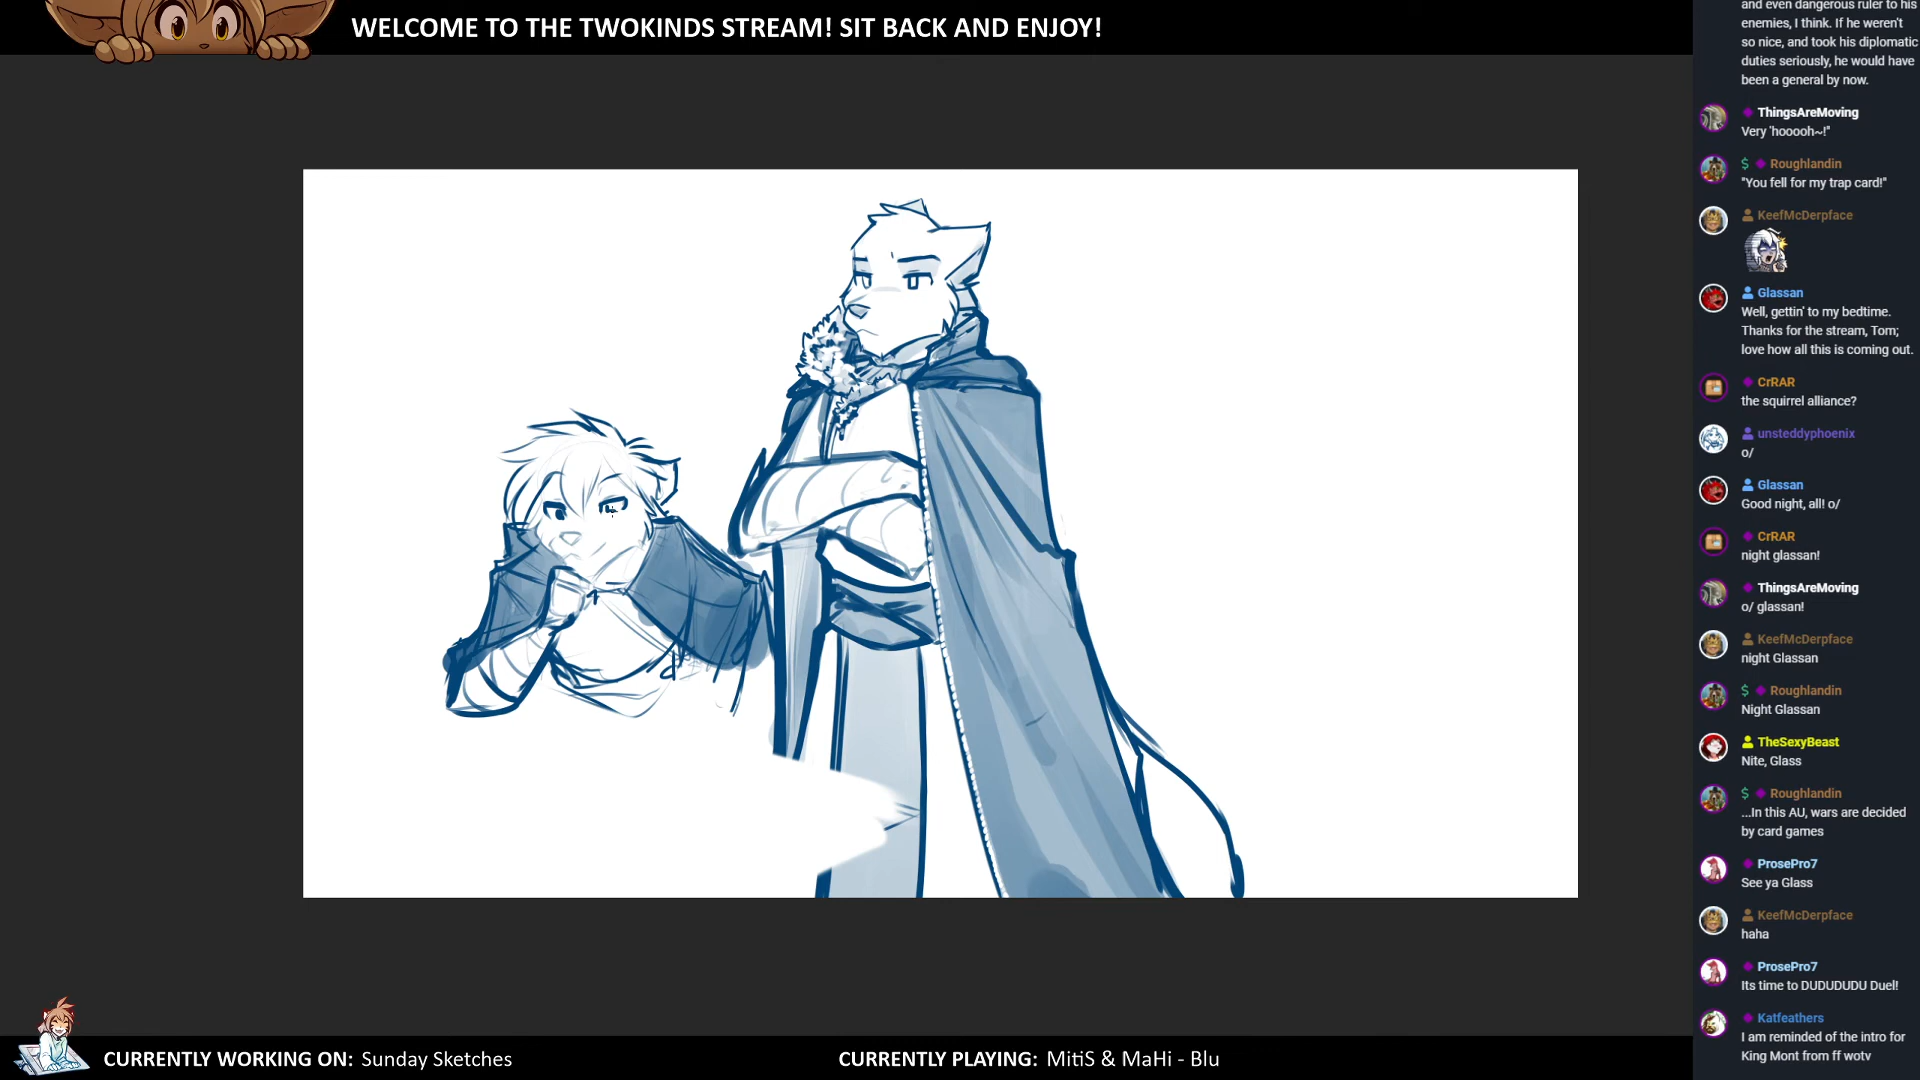 WELCOME TO THE TWOKINDS STREAM! SIT BACK AND ENJOY!
and even dangerous ruler to his
enemies, I think. If he weren't
so nice, and took his diplomatic
duties seriously, he would have
been a general by now.
ThingsAreMoving
Very 'hooooh~!"
$ Roughlandin
"You fell for my trap card!"
KeefMcDerpface
Glassan
Well, gettin' to my bedtime.
Thanks for the stream, Tom;
love how all this is coming out.
CrRAR
the squirrel alliance?
unsteddyphoenix
o/
Glassan
Good night, all! o/
CrRAR
night glassan!
ThingsAreMoving
o/ glassan!
KeefMcDerpface
night Glassan
$ Roughlandin
Night Glassan
TheSexyBeast
Nite, Glass
$ Roughlandin
...In this AU, wars are decided
by card games
ProsePro7
See ya Glass
KeefMcDerpface
haha
ProsePro7
Its time to DUDUDUDU Duel!
Katfeathers
I am reminded of the intro for
King Mont from ff wotv
CURRENTLY WORKING ON: Sunday Sketches
CURRENTLY PLAYING: MitiS & MaHi - Blu